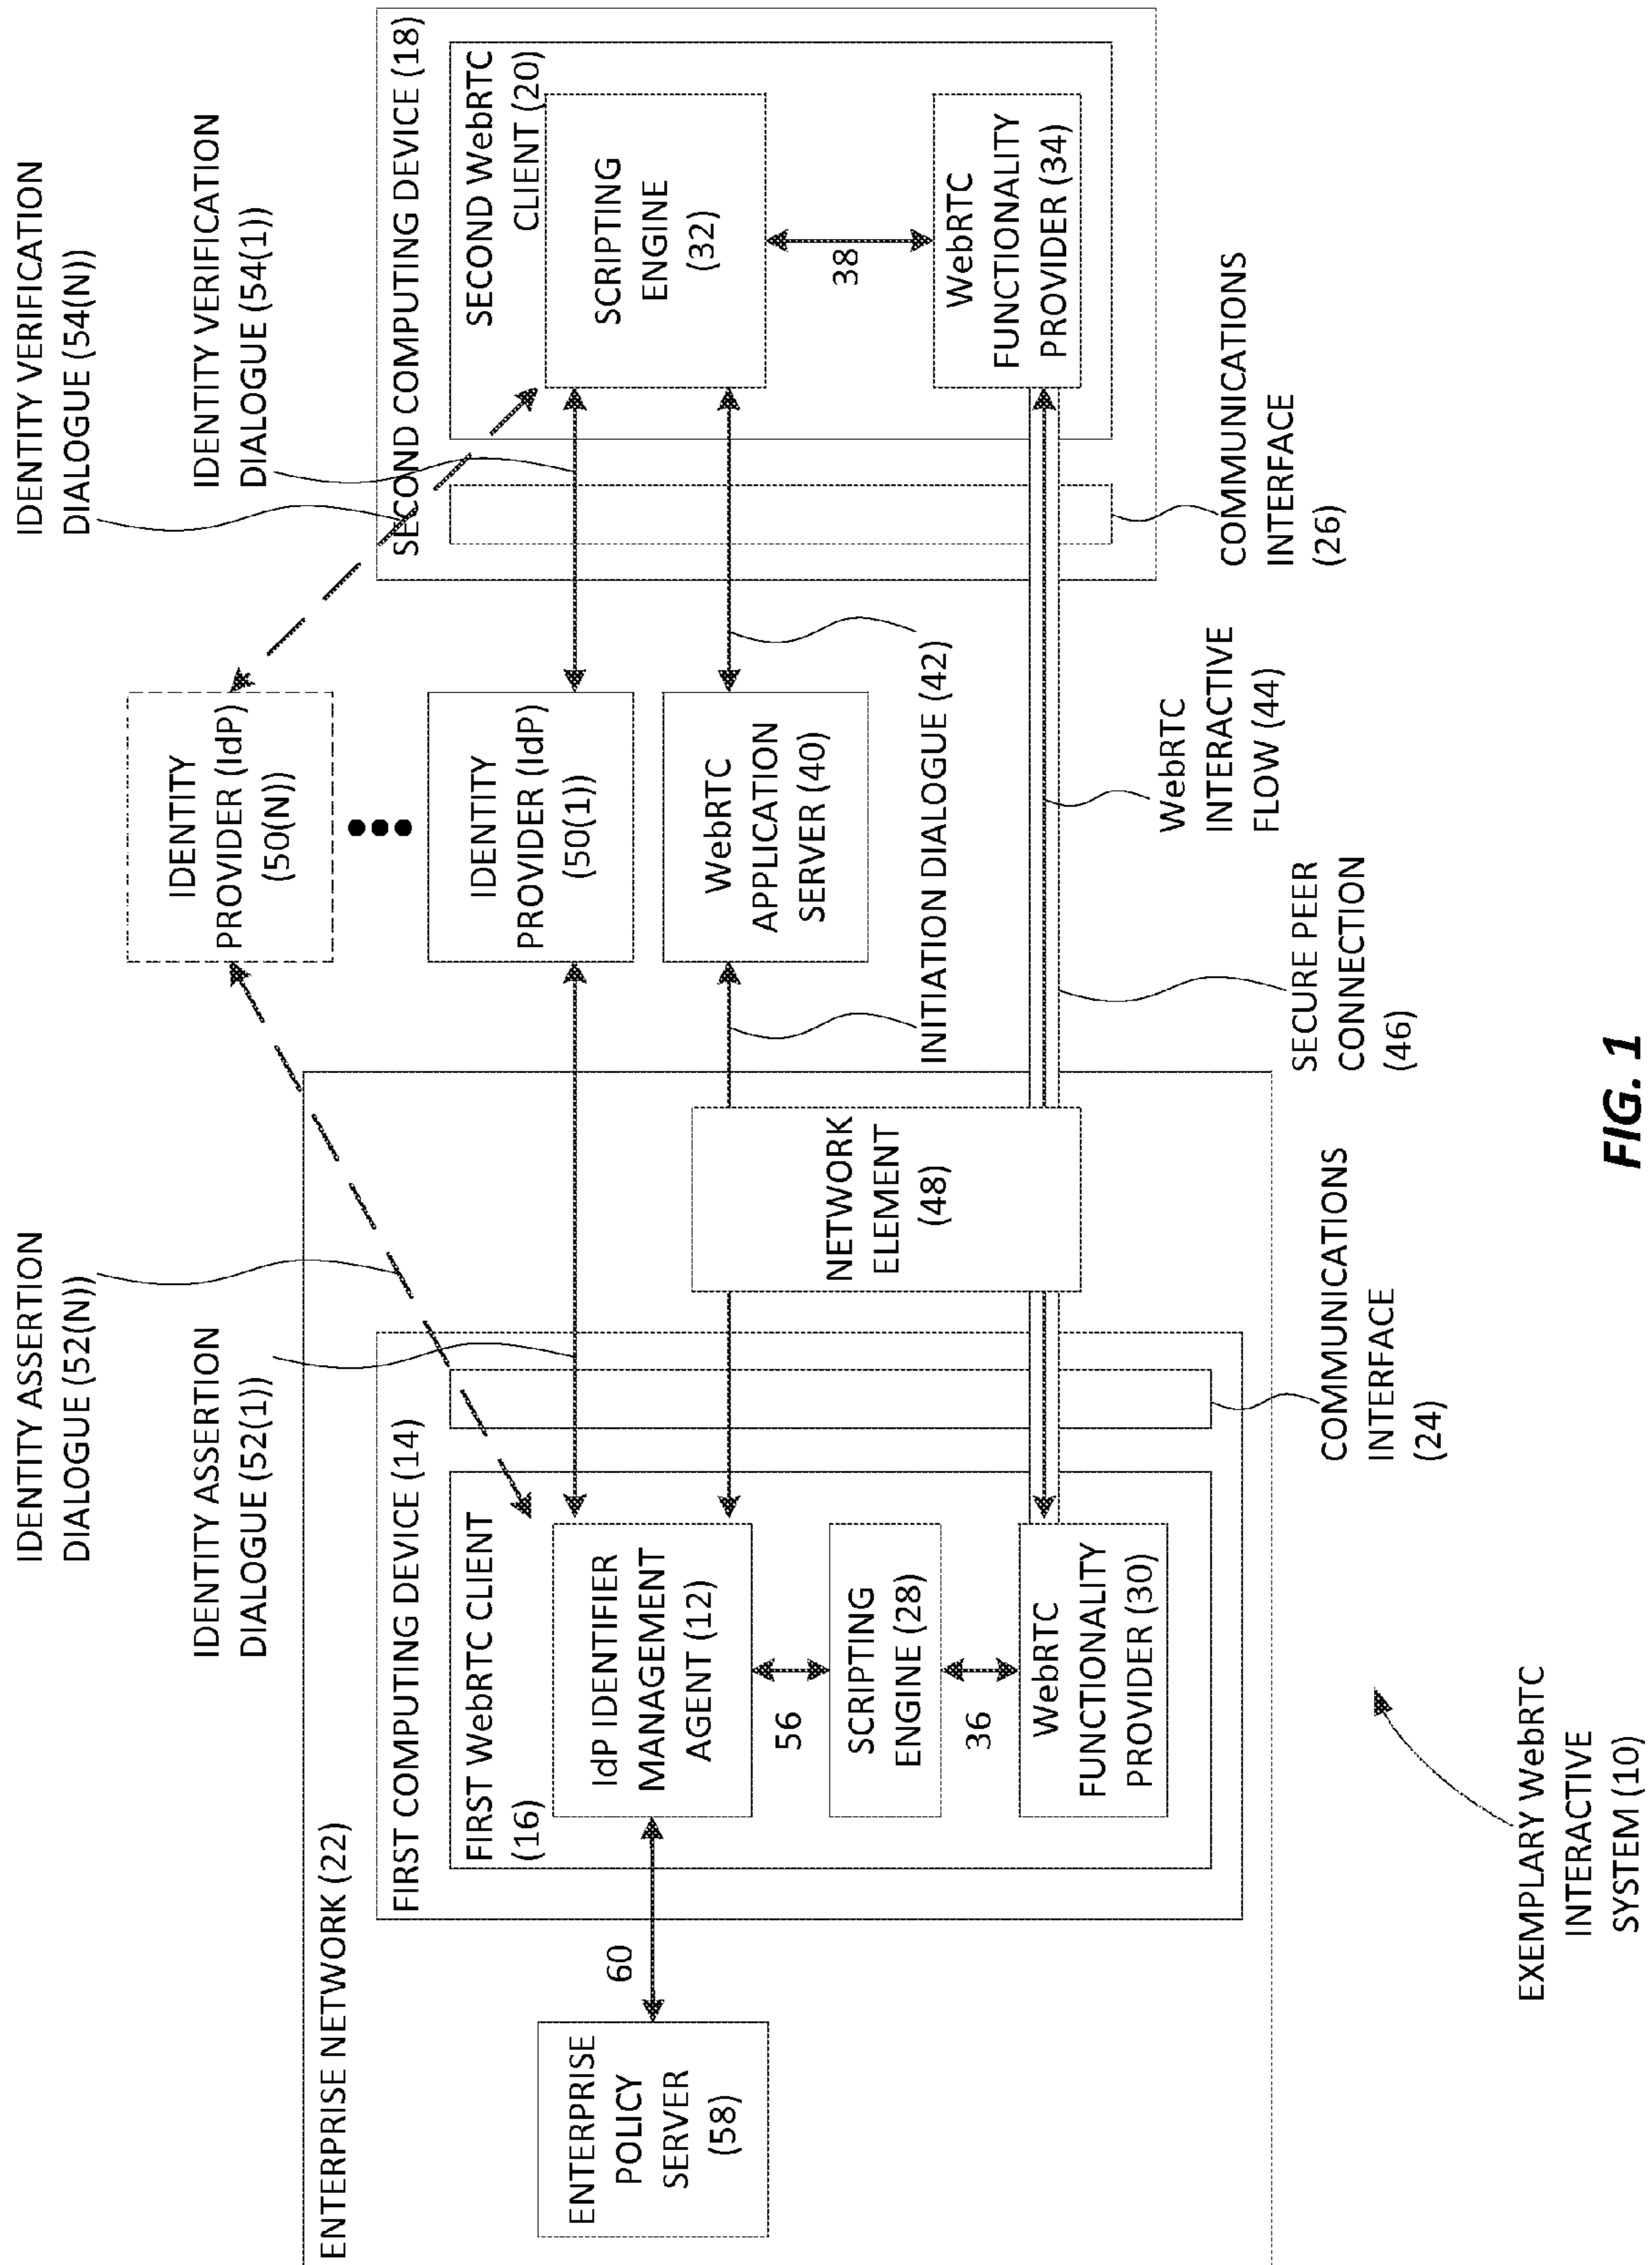 IDENTITY ASSERTION
DIALOGUE (52(N))
IDENTITY VERIFICATION
DIALOGUE (54(N))
IDENTITY ASSERTION
DIALOGUE (52(1))
IDENTITY VERIFICATION
DIALOGUE (54(1))
IDENTITY
PROVIDER (IdP)
(50(N))
ENTERPRISE NETWORK (22)
FIRST COMPUTING DEVICE (14)
SECOND COMPUTING DEVICE (18)
FIRST WebRTC CLIENT
(16)
IdP IDENTIFIER
MANAGEMENT
AGENT (12)
56
SCRIPTING
ENGINE (28)
36
WebRTC
FUNCTIONALITY
PROVIDER (30)
ENTERPRISE
POLICY
SERVER
(58)
60
NETWORK
ELEMENT
(48)
IDENTITY
PROVIDER (IdP)
(50(1))
WebRTC
APPLICATION
SERVER (40)
INITIATION DIALOGUE (42)
SECOND WebRTC
CLIENT (20)
SCRIPTING
ENGINE
(32)
38
WebRTC
FUNCTIONALITY
PROVIDER (34)
WebRTC
INTERACTIVE
FLOW (44)
COMMUNICATIONS
INTERFACE
(26)
SECURE PEER
CONNECTION
(46)
COMMUNICATIONS
INTERFACE
(24)
EXEMPLARY WebRTC
INTERACTIVE
SYSTEM (10)
FIG. 1